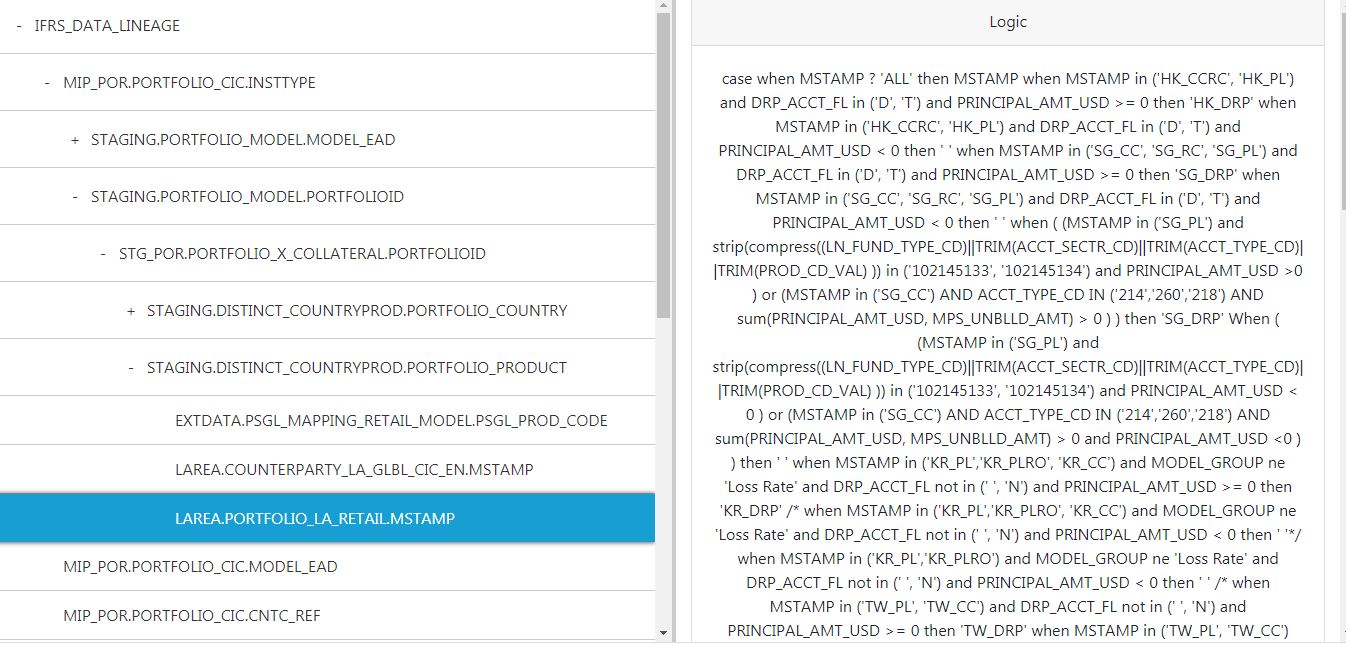 - IFRS_DATA_LINEAGE
- MIP_POR.PORTFOLIO_CIC.INSTTYPE
+ STAGING.PORTFOLIO_MODEL.MODEL_EAD
- STAGING.PORTFOLIO_MODEL.PORTFOLIOID
- STG_POR.PORTFOLIO_X_COLLATERAL.PORTFOLIOID
+ STAGING.DISTINCT_COUNTRYPROD.PORTFOLIO_COUNTRY
- STAGING.DISTINCT_COUNTRYPROD.PORTFOLIO_PRODUCT
EXTDATA.PSGL_MAPPING_RETAIL_MODEL.PSGL_PROD_CODE
LAREA.COUNTERPARTY_LA_GLBL_CIC_EN.MSTAMP
LAREA.PORTFOLIO_LA_RETAIL.MSTAMP
MIP_POR.PORTFOLIO_CIC.MODEL_EAD
MIP_POR.PORTFOLIO_CIC.CNTC_REF
Logic
case when MSTAMP ? 'ALL' then MSTAMP when MSTAMP in ('HK_CCRC', 'HK_PL')
and DRP_ACCT_FL in ('D', 'T') and PRINCIPAL_AMT_USD >= 0 then 'HK_DRP' when
MSTAMP in ('HK_CCRC', 'HK_PL') and DRP_ACCT_FL in ('D', 'T') and
PRINCIPAL_AMT_USD < 0 then ' ' when MSTAMP in ('SG_CC', 'SG_RC', 'SG_PL') and
DRP_ACCT_FL in ('D', 'T') and PRINCIPAL_AMT_USD >= 0 then 'SG_DRP' when
MSTAMP in ('SG_CC', 'SG_RC', 'SG_PL') and DRP_ACCT_FL in ('D', 'T') and
PRINCIPAL_AMT_USD < 0 then ' ' when ( (MSTAMP in ('SG_PL') and
strip(compress((LN_FUND_TYPE_CD)||TRIM(ACCT_SECTR_CD)||TRIM(ACCT_TYPE_CD)|
|TRIM(PROD_CD_VAL) )) in ('102145133', '102145134') and PRINCIPAL_AMT_USD >0
) or (MSTAMP in ('SG_CC') AND ACCT_TYPE_CD IN ('214','260','218') AND
sum(PRINCIPAL_AMT_USD, MPS_UNBLLD_AMT) > 0 ) ) then 'SG_DRP' When (
(MSTAMP in ('SG_PL') and
strip(compress((LN_FUND_TYPE_CD)||TRIM(ACCT_SECTR_CD)||TRIM(ACCT_TYPE_CD)|
|TRIM(PROD_CD_VAL) )) in ('102145133', '102145134') and PRINCIPAL_AMT_USD <
0 ) or (MSTAMP in ('SG_CC') AND ACCT_TYPE_CD IN ('214','260','218') AND
sum(PRINCIPAL_AMT_USD, MPS_UNBLLD_AMT) > 0 and PRINCIPAL_AMT_USD <0 )
) then ' ' when MSTAMP in ('KR_PL','KR_PLRO', 'KR_CC') and MODEL_GROUP ne
'Loss Rate' and DRP_ACCT_FL not in (' ', 'N') and PRINCIPAL_AMT_USD >= 0 then
'KR_DRP' /* when MSTAMP in ('KR_PL','KR_PLRO', 'KR_CC') and MODEL_GROUP ne
'Loss Rate' and DRP_ACCT_FL not in (' ', 'N') and PRINCIPAL_AMT_USD < 0 then ' '*/
when MSTAMP in ('KR_PL','KR_PLRO') and MODEL_GROUP ne 'Loss Rate' and
DRP_ACCT_FL not in (' ', 'N') and PRINCIPAL_AMT_USD < 0 then ' ' /* when
MSTAMP in ('TW_PL', 'TW_CC') and DRP_ACCT_FL not in (' ', 'N') and
PRINCIPAL_AMT_USD >= 0 then 'TW_DRP' when MSTAMP in ('TW_PL', 'TW_CC')